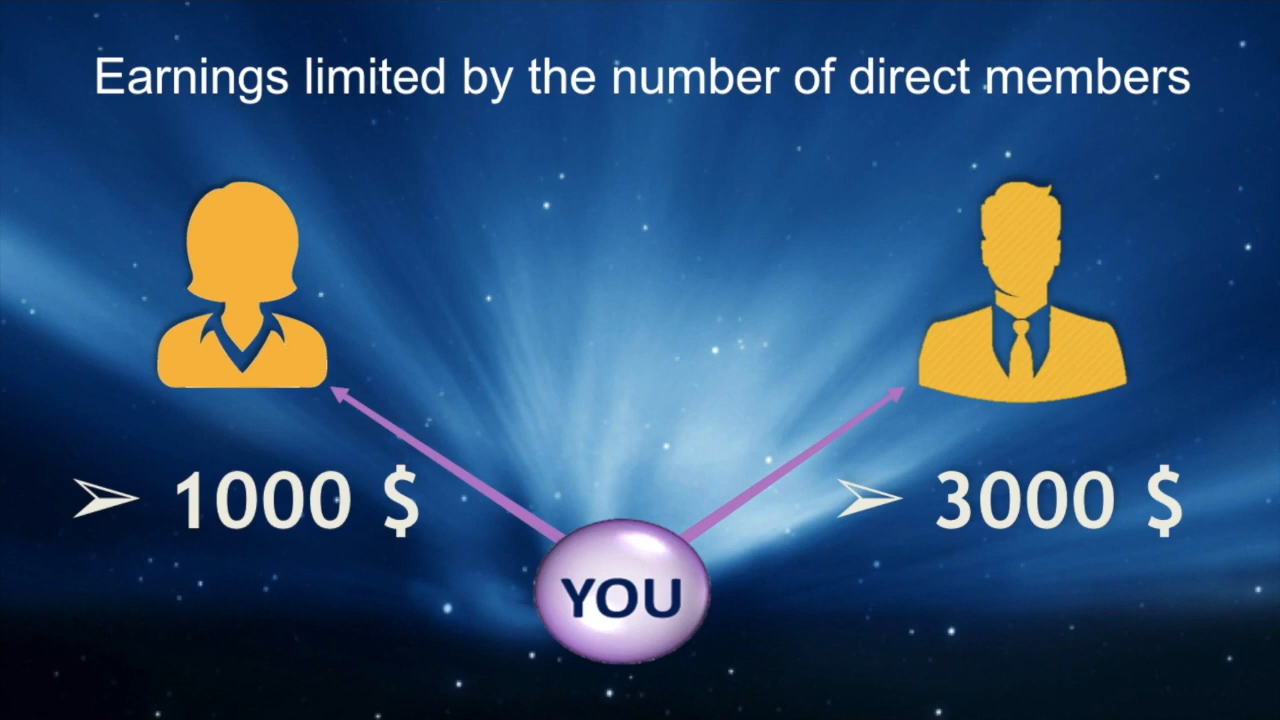 Earnings limited by the number of direct members
➢ 1000 $
➢ 3000 $
YOU